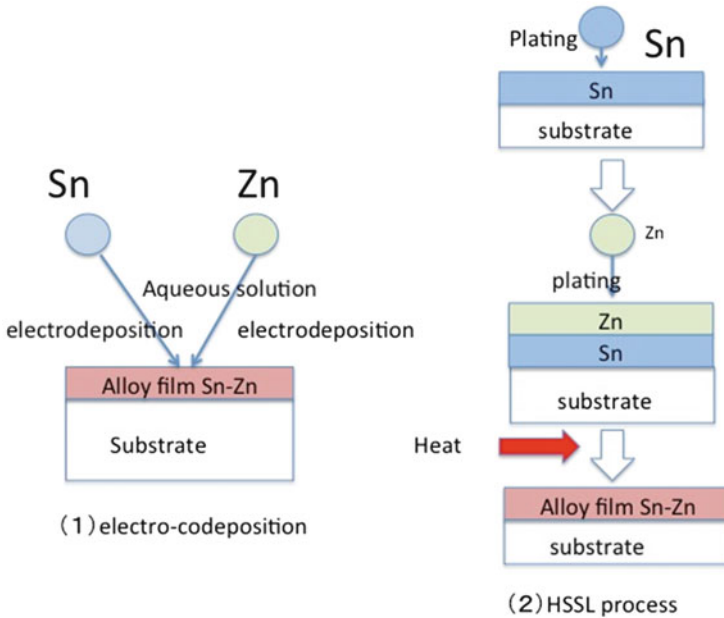 Sn
Zn
Aqueous solution
electrodeposition
electrodeposition
Alloy film Sn-Zn
Substrate
(1) electro-codeposition
Plating
Sn
Sn
substrate
Zn
plating
Zn
Sn
substrate
Heat
Alloy film Sn-Zn
substrate
(2) HSSL process